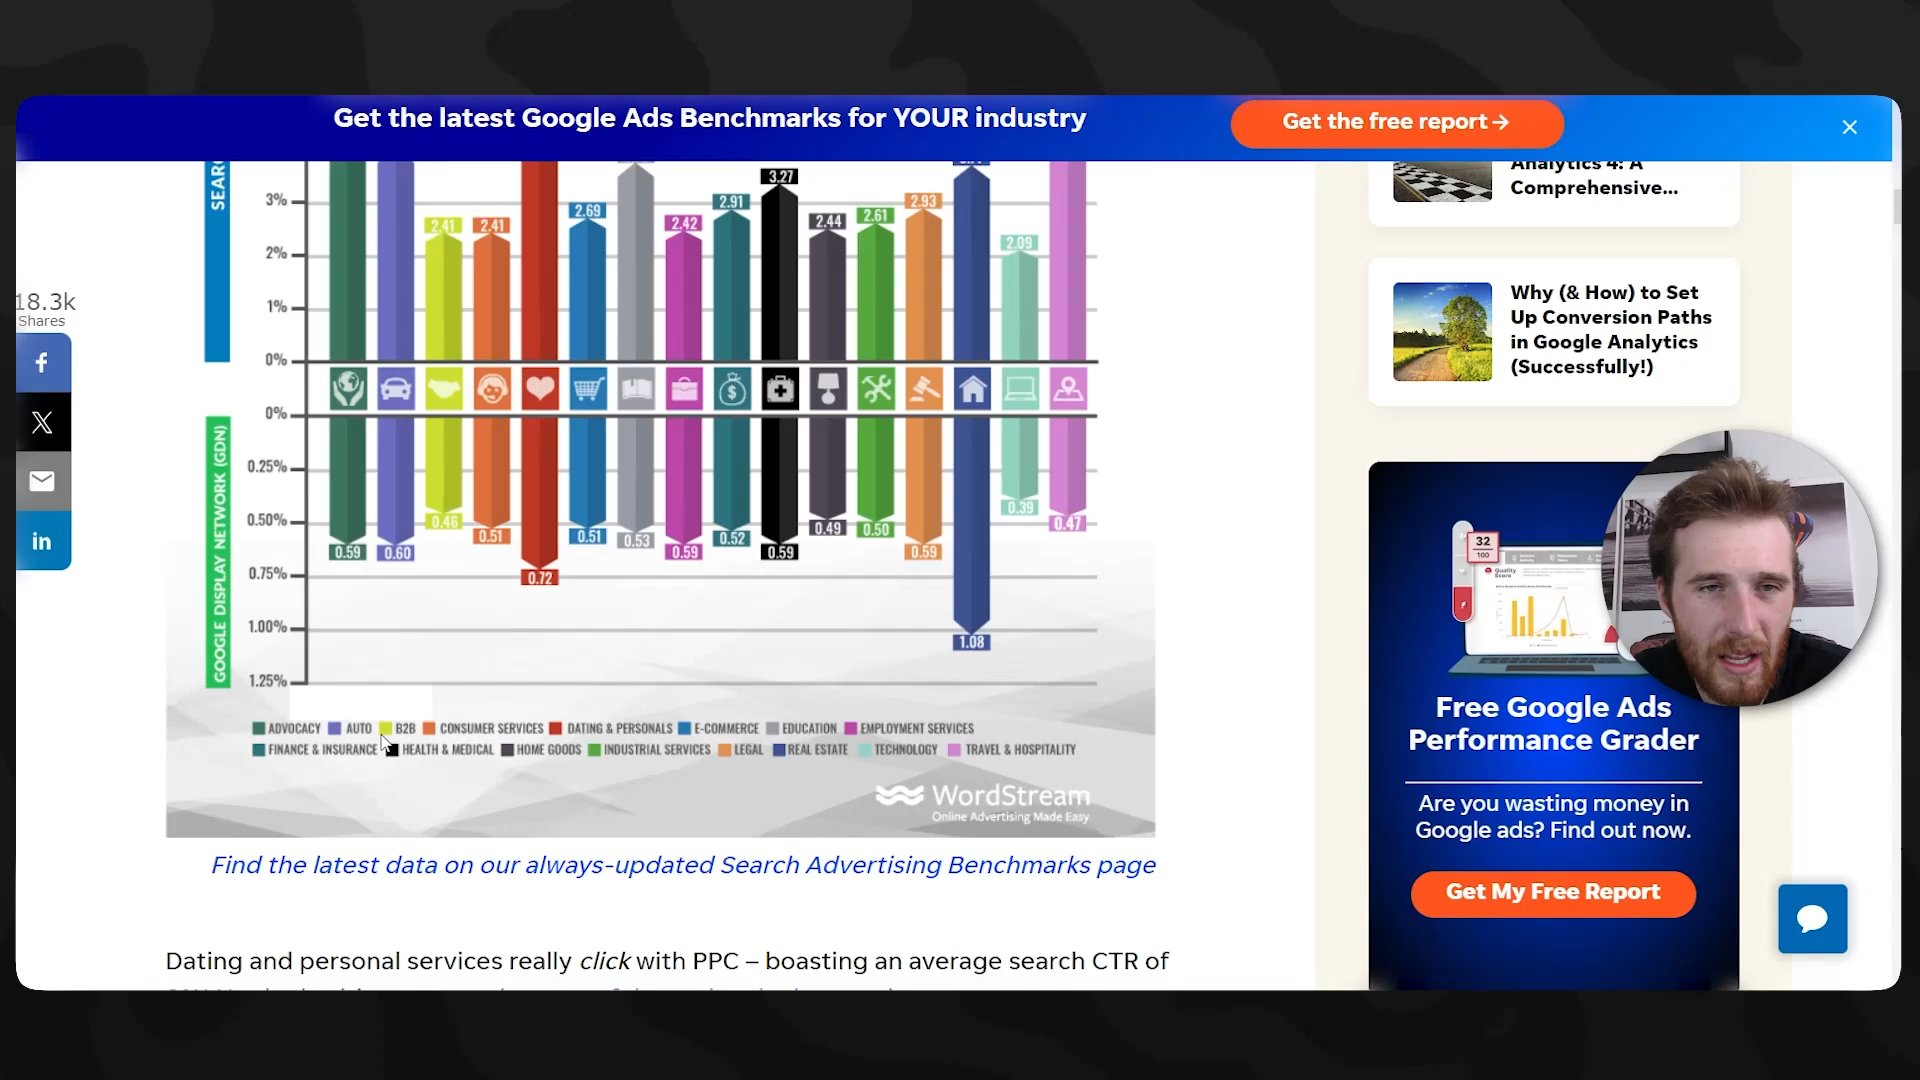 Get the latest Google Ads Benchmarks for YOUR industry
Get the free report →
×
SEARC
3%
2%
1%
0%
2.41
2.41
2.69
2.42
2.91
3.27
2.44
2.61
2.93
2.09
0%
0.25%
0.50%
0.75%
1.00%
1.25%
GOOGLE DISPLAY NETWORK (GDN)
0.59
0.60
0.46
0.51
0.72
0.51
0.53
0.59
0.52
0.59
0.49
0.50
0.59
1.08
0.39
0.47
ADVOCACY AUTO B2B CONSUMER SERVICES DATING & PERSONALS E-COMMERCE EDUCATION EMPLOYMENT SERVICES
FINANCE & INSURANCE HEALTH & MEDICAL HOME GOODS INDUSTRIAL SERVICES LEGAL REAL ESTATE TECHNOLOGY TRAVEL & HOSPITALITY
WordStream
Online Advertising Made Easy
Find the latest data on our always-updated Search Advertising Benchmarks page
Dating and personal services really click with PPC – boasting an average search CTR of
18.3k
Shares
f
X
in
Analytics 4: A
Comprehensive...
Why (& How) to Set
Up Conversion Paths
in Google Analytics
(Successfully!)
32
100
Quality
Score
Free Google Ads
Performance Grader
Are you wasting money in
Google ads? Find out now.
Get My Free Report